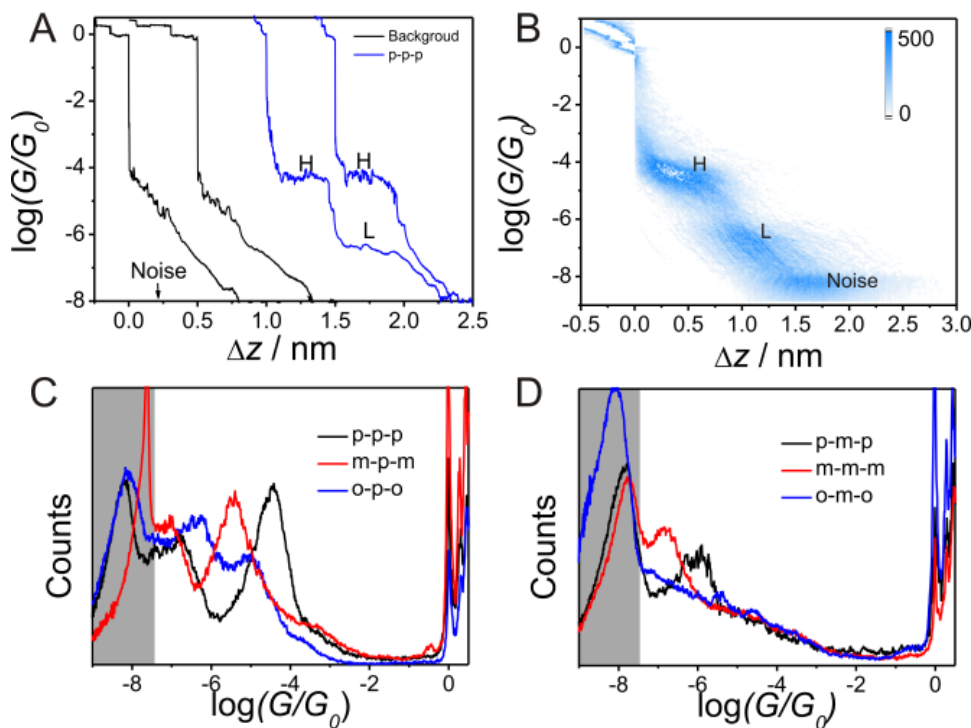 A
0
-2
-4
-6
-8
log(G/G0)
Backgroud
p-p-p
H
H
L
Noise
0.0 0.5 1.0 1.5 2.0 2.5
Δz / nm
B
0
-2
-4
-6
-8
log(G/G0)
500
0
H
L
Noise
-0.5 0.0 0.5 1.0 1.5 2.0 2.5 3.0
Δz / nm
C
Counts
p-p-p
m-p-m
o-p-o
-8 -6 -4 -2 0
log(G/G0)
D
Counts
p-m-p
m-m-m
o-m-o
-8 -6 -4 -2 0
log(G/G0)